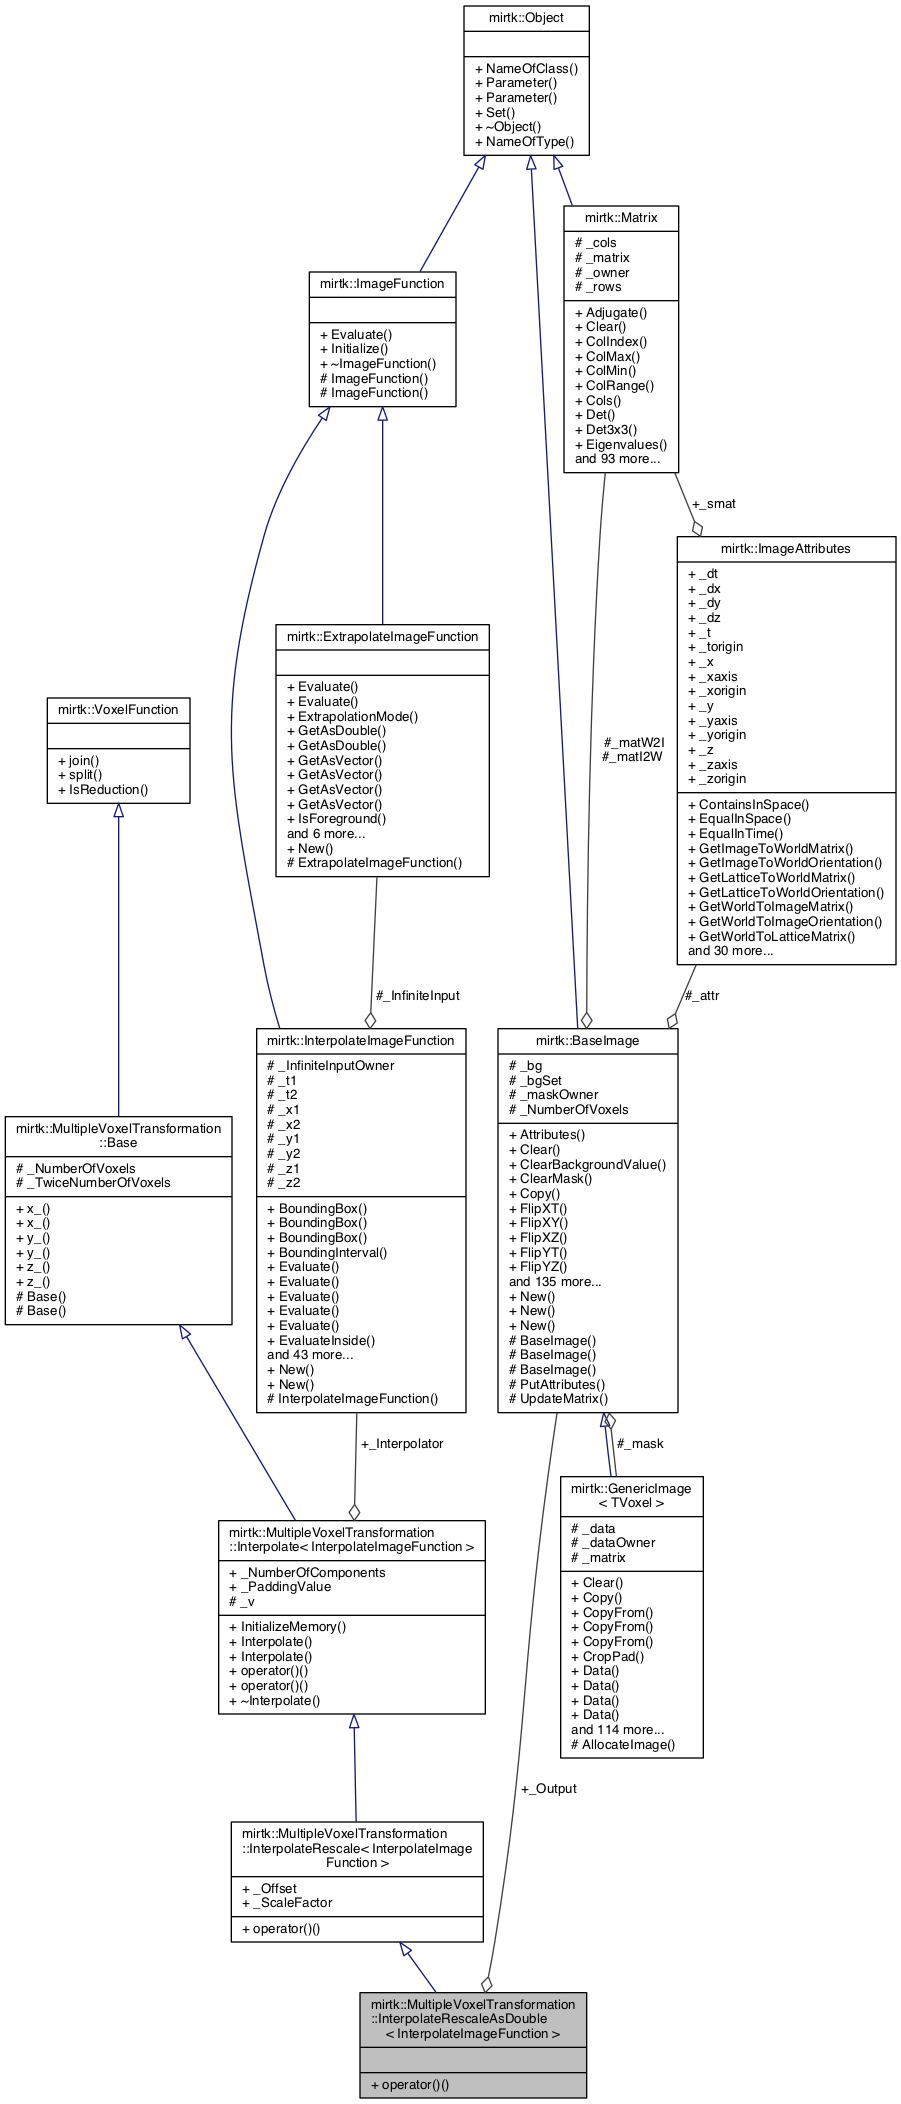 mirtk::Object
+ NameOfClass()
+ Parameter()
+ Parameter()
+ Set()
+ ~Object()
+ NameOfType()
mirtk::Matrix
# _cols
# _matrix
# _owner
# _rows
+ Adjugate()
+ Clear()
+ ColIndex()
+ ColMax()
+ ColMin()
+ ColRange()
+ Cols()
+ Det()
+ Det3x3()
+ Eigenvalues()
and 93 more...
mirtk::ImageFunction
+ Evaluate()
+ Initialize()
+ ~ImageFunction()
# ImageFunction()
# ImageFunction()
+_smat
mirtk::ImageAttributes
+ _dt
+ _dx
+ _dy
+ _dz
+ _t
+ _torigin
+ _x
+ _xaxis
+ _xorigin
+ _y
+ _yaxis
+ _yorigin
+ _z
+ _zaxis
+ _zorigin
+ ContainsInSpace()
+ EqualInSpace()
+ EqualInTime()
+ GetImageToWorldMatrix()
+ GetImageToWorldOrientation()
+ GetLatticeToWorldMatrix()
+ GetLatticeToWorldOrientation()
+ GetWorldToImageMatrix()
+ GetWorldToImageOrientation()
+ GetWorldToLatticeMatrix()
and 30 more...
mirtk::ExtrapolateImageFunction
+ Evaluate()
+ Evaluate()
+ ExtrapolationMode()
+ GetAsDouble()
+ GetAsDouble()
+ GetAsVector()
+ GetAsVector()
+ GetAsVector()
+ GetAsVector()
+ IsForeground()
and 6 more...
+ New()
# ExtrapolateImageFunction()
mirtk::VoxelFunction
+ join()
+ split()
+ IsReduction()
#_matW2I
#_matI2W
#_InfiniteInput
#_attr
mirtk::InterpolateImageFunction
# _InfiniteInputOwner
# _t1
# _t2
# _x1
# _x2
# _y1
# _y2
# _z1
# _z2
+ BoundingBox()
+ BoundingBox()
+ BoundingBox()
+ BoundingInterval()
+ Evaluate()
+ Evaluate()
+ Evaluate()
+ Evaluate()
+ Evaluate()
+ EvaluateInside()
and 43 more...
+ New()
+ New()
# InterpolateImageFunction()
mirtk::BaseImage
# _bg
# _bgSet
# _maskOwner
# _NumberOfVoxels
+ Attributes()
+ Clear()
+ ClearBackgroundValue()
+ ClearMask()
+ Copy()
+ FlipXT()
+ FlipXY()
+ FlipXZ()
+ FlipYT()
+ FlipYZ()
and 135 more...
+ New()
+ New()
+ New()
# BaseImage()
# BaseImage()
# BaseImage()
# PutAttributes()
# UpdateMatrix()
mirtk::MultipleVoxelTransformation
::Base
# _NumberOfVoxels
# _TwiceNumberOfVoxels
+ x_()
+ x_()
+ y_()
+ y_()
+ z_()
+ z_()
# Base()
# Base()
+_Interpolator
#_mask
mirtk::GenericImage
< TVoxel >
# _data
# _dataOwner
# _matrix
+ Clear()
+ Copy()
+ CopyFrom()
+ CopyFrom()
+ CopyFrom()
+ CropPad()
+ Data()
+ Data()
+ Data()
+ Data()
and 114 more...
# AllocateImage()
mirtk::MultipleVoxelTransformation
::Interpolate< InterpolateImageFunction >
+ _NumberOfComponents
+ _PaddingValue
# _v
+ InitializeMemory()
+ Interpolate()
+ Interpolate()
+ operator()()
+ operator()()
+ ~Interpolate()
+_Output
mirtk::MultipleVoxelTransformation
::InterpolateRescale< InterpolateImage
Function >
+ _Offset
+ _ScaleFactor
+ operator()()
mirtk::MultipleVoxelTransformation
::InterpolateRescaleAsDouble
< InterpolateImageFunction >
+ operator()()